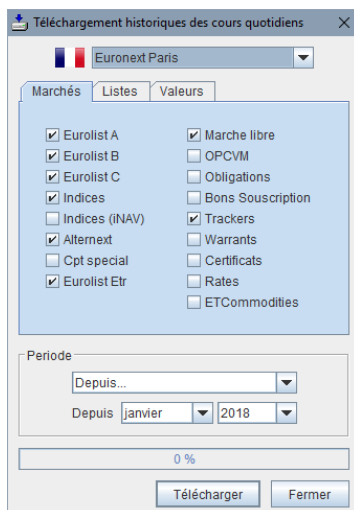 Téléchargement historiques des cours quotidiens
Euronext Paris
Marchés Listes Valeurs
Eurolist A Marche libre
Eurolist B OPCVM
Eurolist C Obligations
Indices Bons Souscription
Indices (iNAV) Trackers
Alternext Warrants
Cpt special Certificats
Eurolist Etr Rates
ETCommodities
Periode
Depuis...
Depuis janvier 2018
0 %
Télécharger Fermer